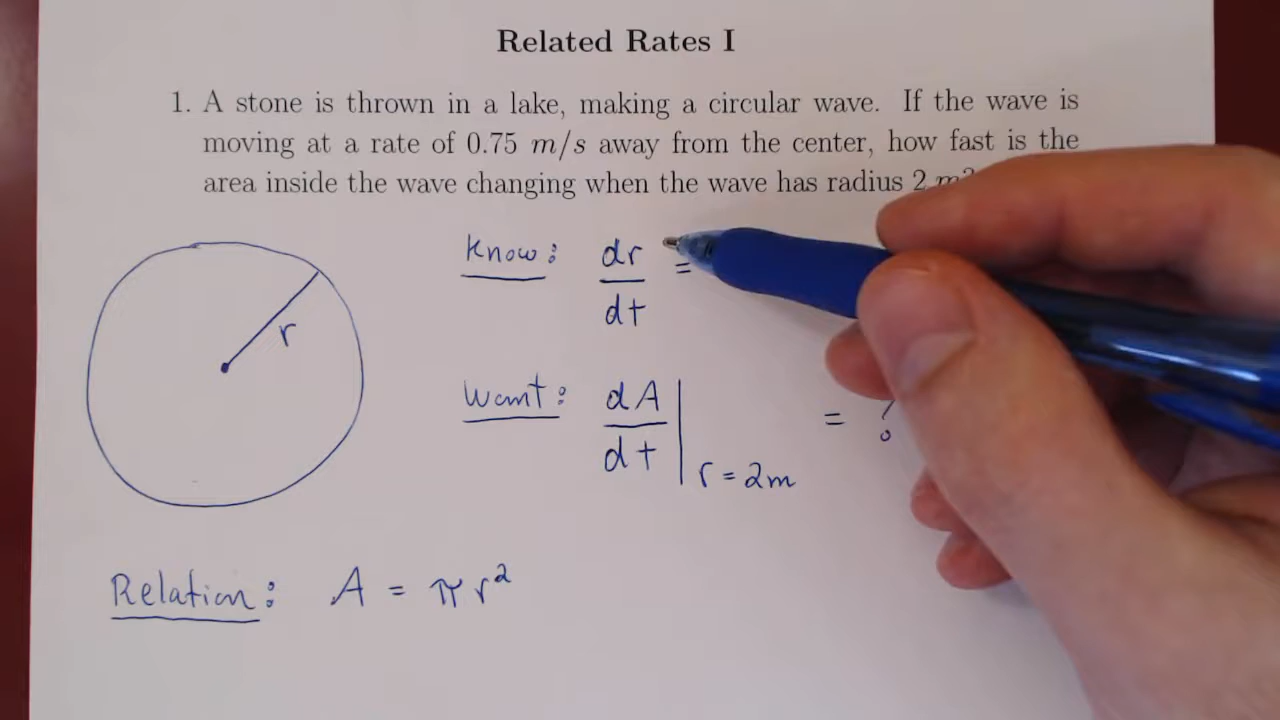 Related Rates I
1. A stone is thrown in a lake, making a circular wave. If the wave is
moving at a rate of 0.75 m/s away from the center, how fast is the
area inside the wave changing when the wave has radius 2 m?
Know: dr/dt =
r
Want: dA/dt | r = 2m = ?
Relation: A = πr²